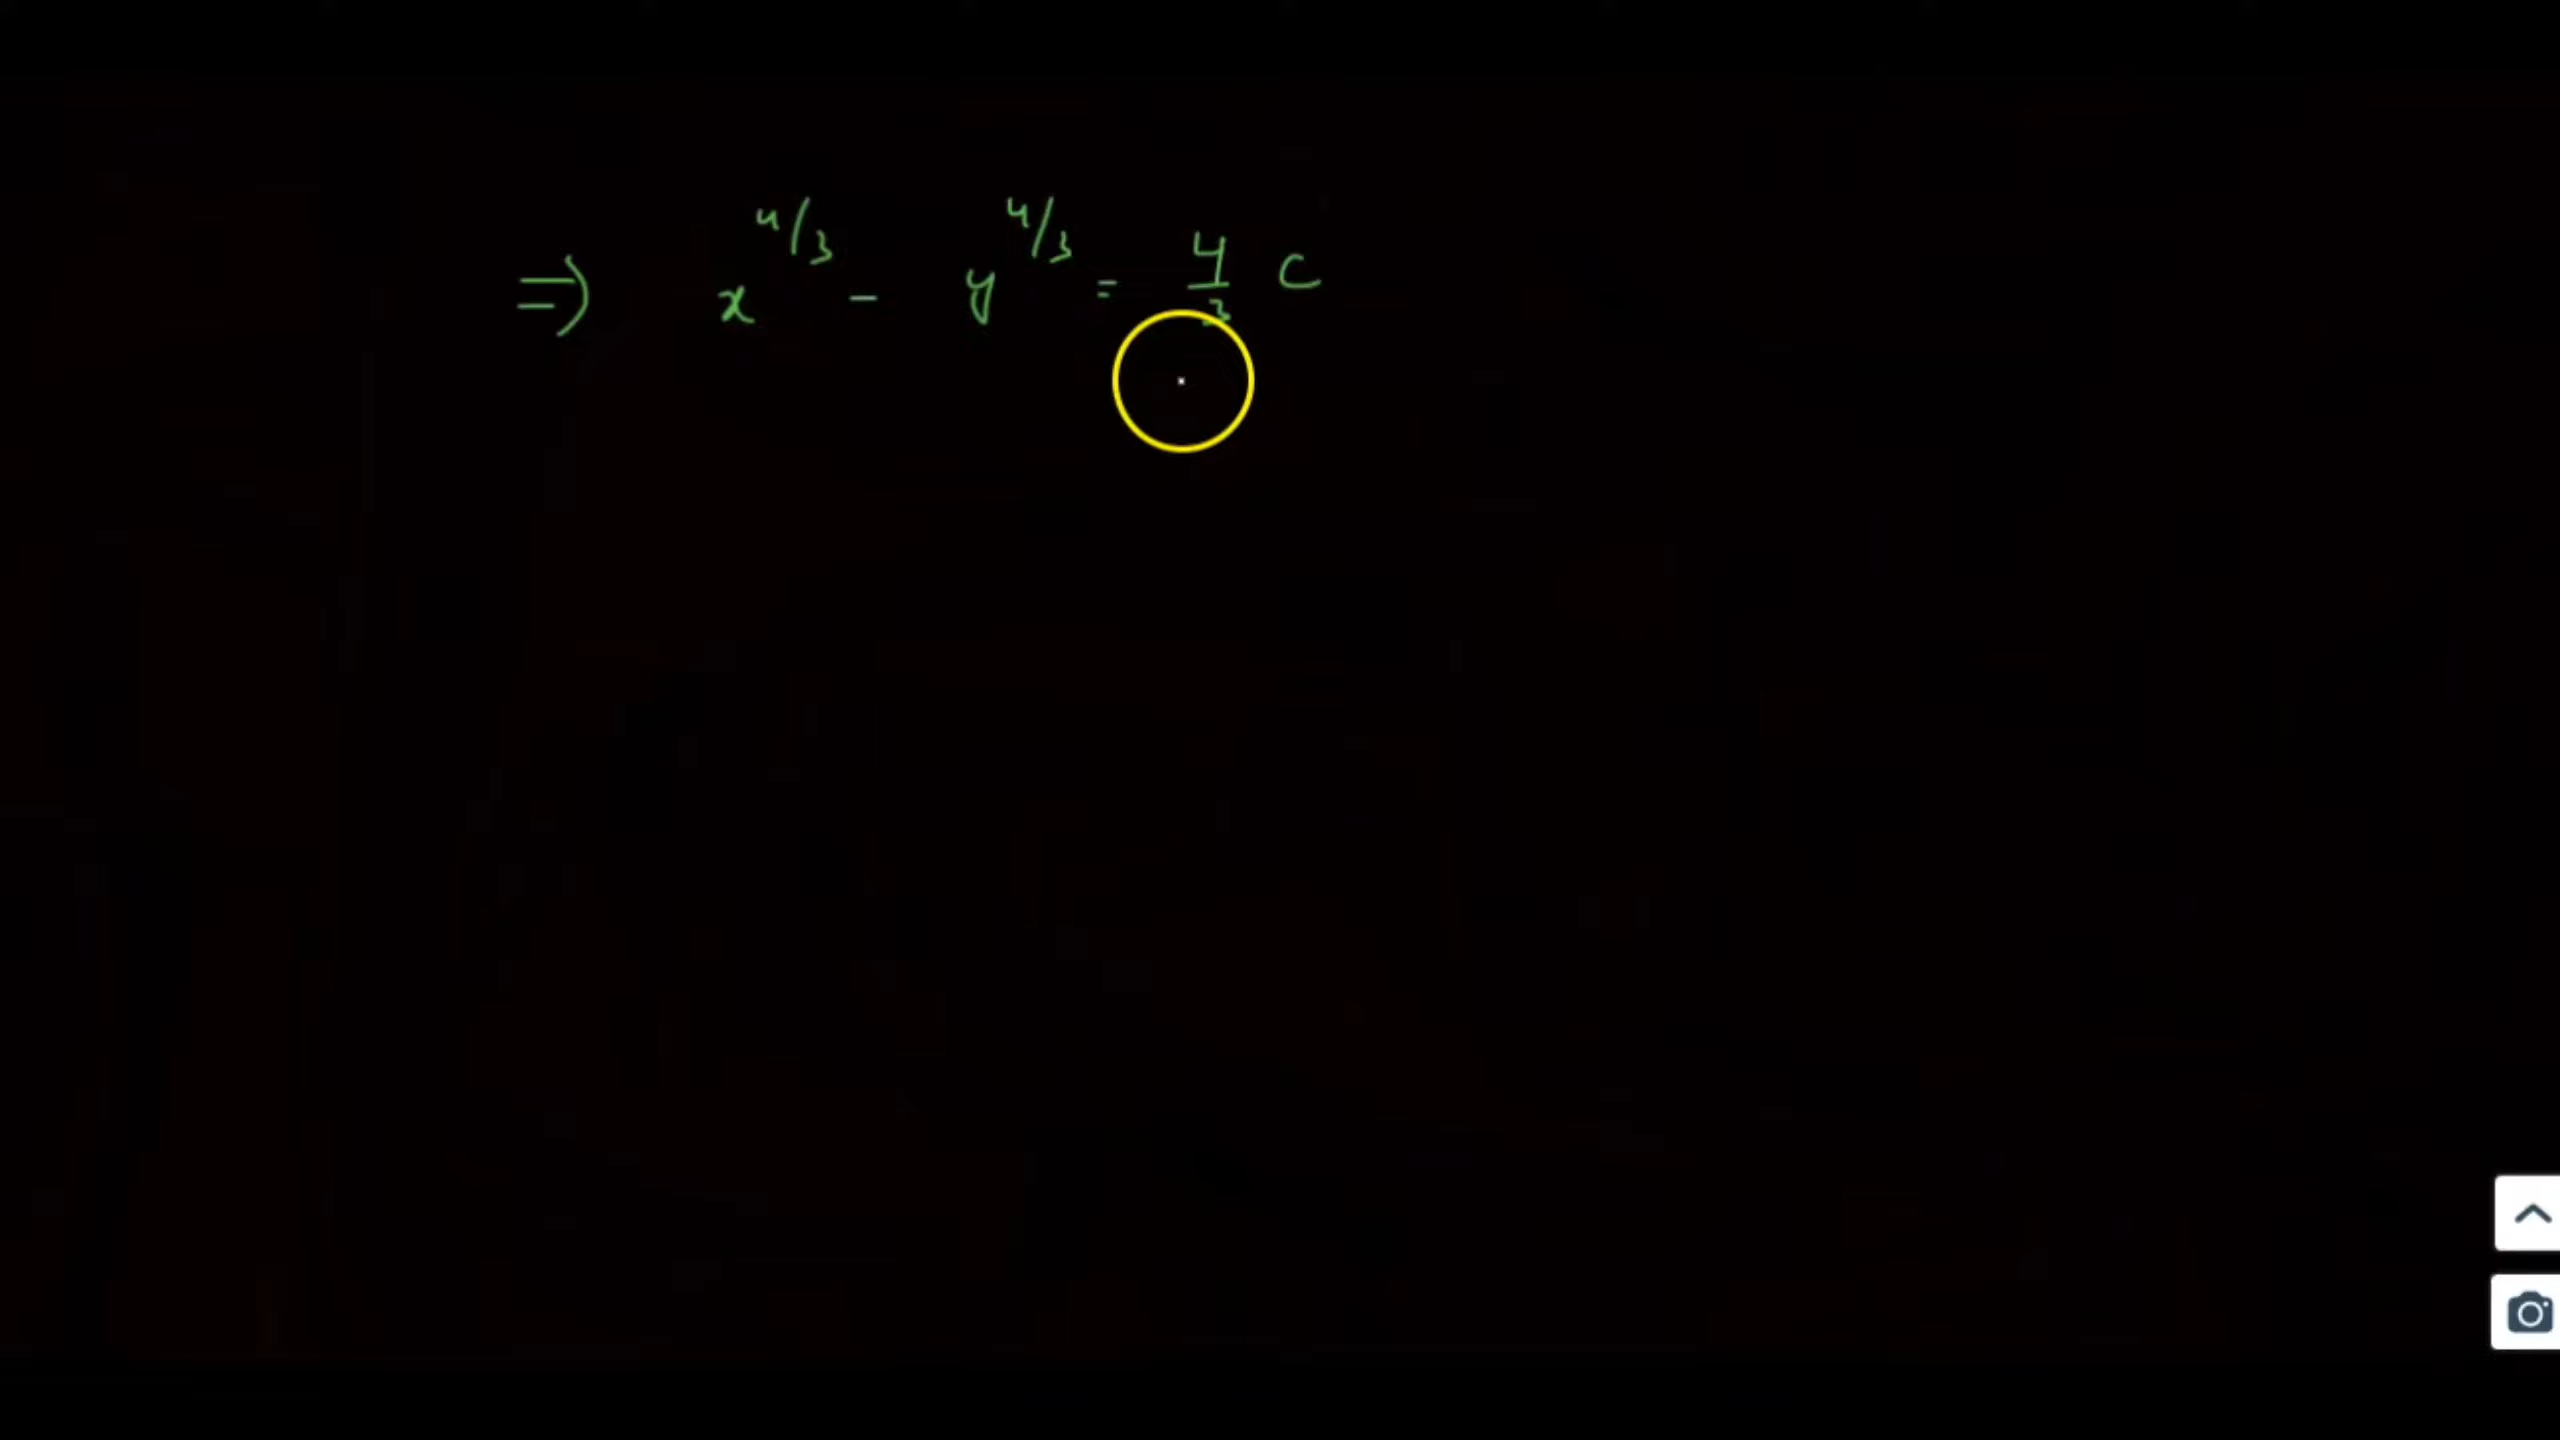 ⇒ x^4/3 - y^4/3 = 4/3 c